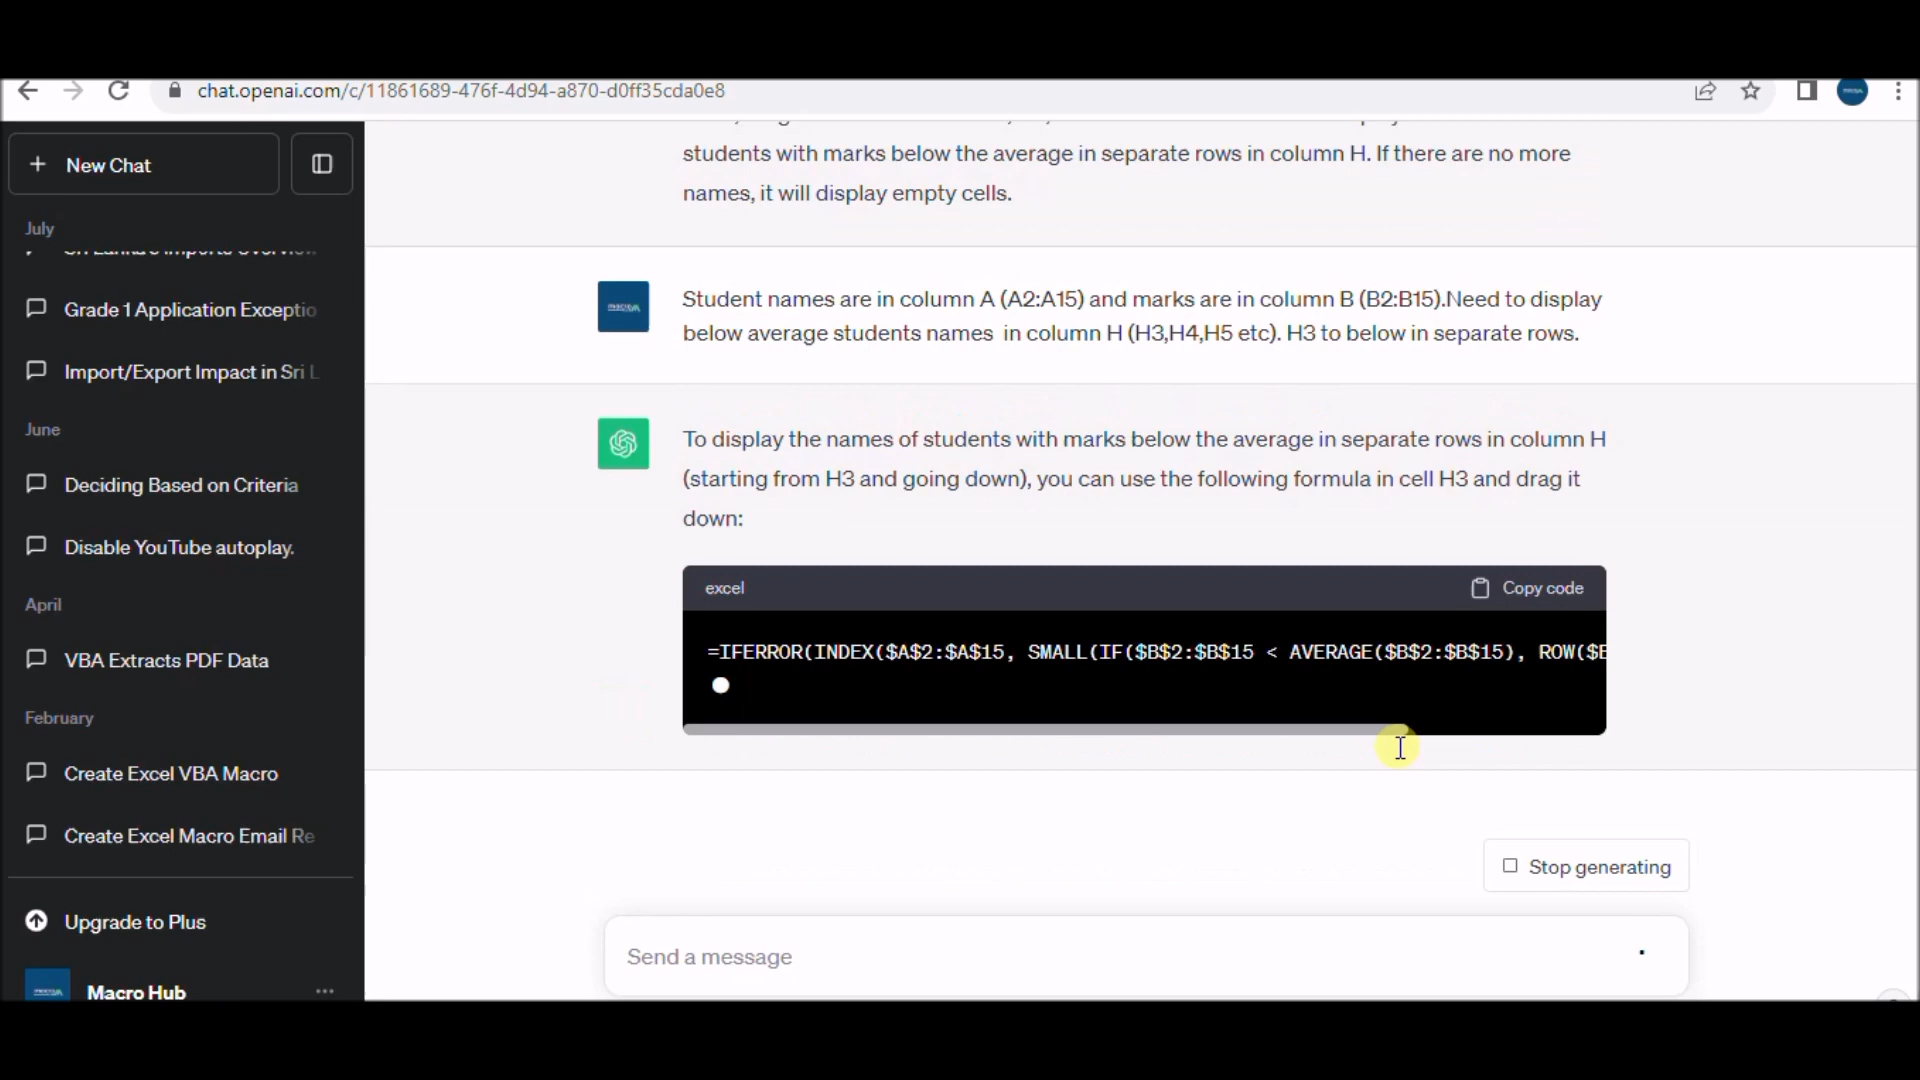 chat.openai.com/c/11861689-476f-4d94-a870-d0ff35cda0e8
New Chat
July
Grade 1 Application Exceptio
Import/Export Impact in Sri L
June
Deciding Based on Criteria
Disable YouTube autoplay.
April
VBA Extracts PDF Data
February
Create Excel VBA Macro
Create Excel Macro Email Re
Upgrade to Plus
Macro Hub
students with marks below the average in separate rows in column H. If there are no more
names, it will display empty cells.
Student names are in column A (A2:A15) and marks are in column B (B2:B15).Need to display
below average students names  in column H (H3,H4,H5 etc). H3 to below in separate rows.
To display the names of students with marks below the average in separate rows in column H
(starting from H3 and going down), you can use the following formula in cell H3 and drag it
down:
excel
Copy code
=IFERROR(INDEX($A$2:$A$15, SMALL(IF($B$2:$B$15 < AVERAGE($B$2:$B$15), ROW($B
Stop generating
Send a message